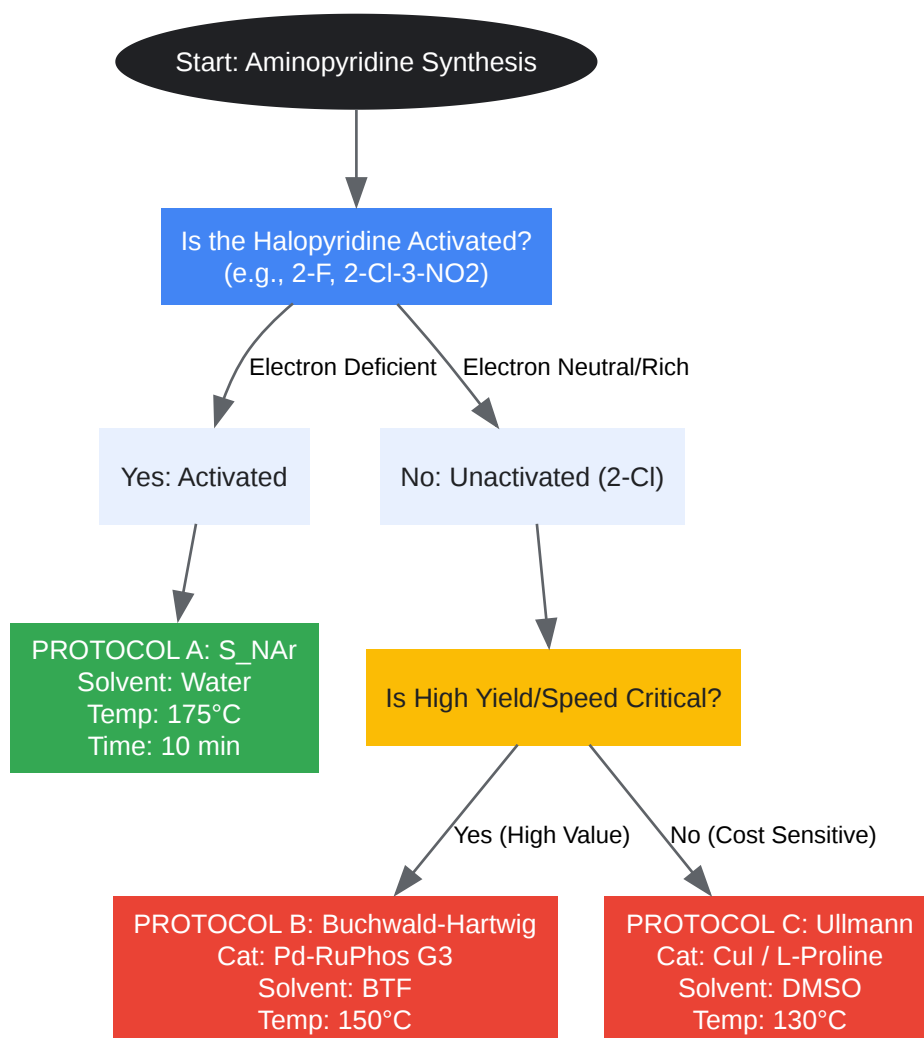 Start: Aminopyridine Synthesis
Is the Halopyridine Activated?
(e.g., 2-F, 2-Cl-3-NO2)
Electron Deficient
Electron Neutral/Rich
Yes: Activated
No: Unactivated (2-Cl)
PROTOCOL A: S_NAr
Solvent: Water
Temp: 175°C
Time: 10 min
Is High Yield/Speed Critical?
Yes (High Value)
No (Cost Sensitive)
PROTOCOL B: Buchwald-Hartwig
Cat: Pd-RuPhos G3
Solvent: BTF
Temp: 150°C
PROTOCOL C: Ullmann
Cat: CuI / L-Proline
Solvent: DMSO
Temp: 130°C